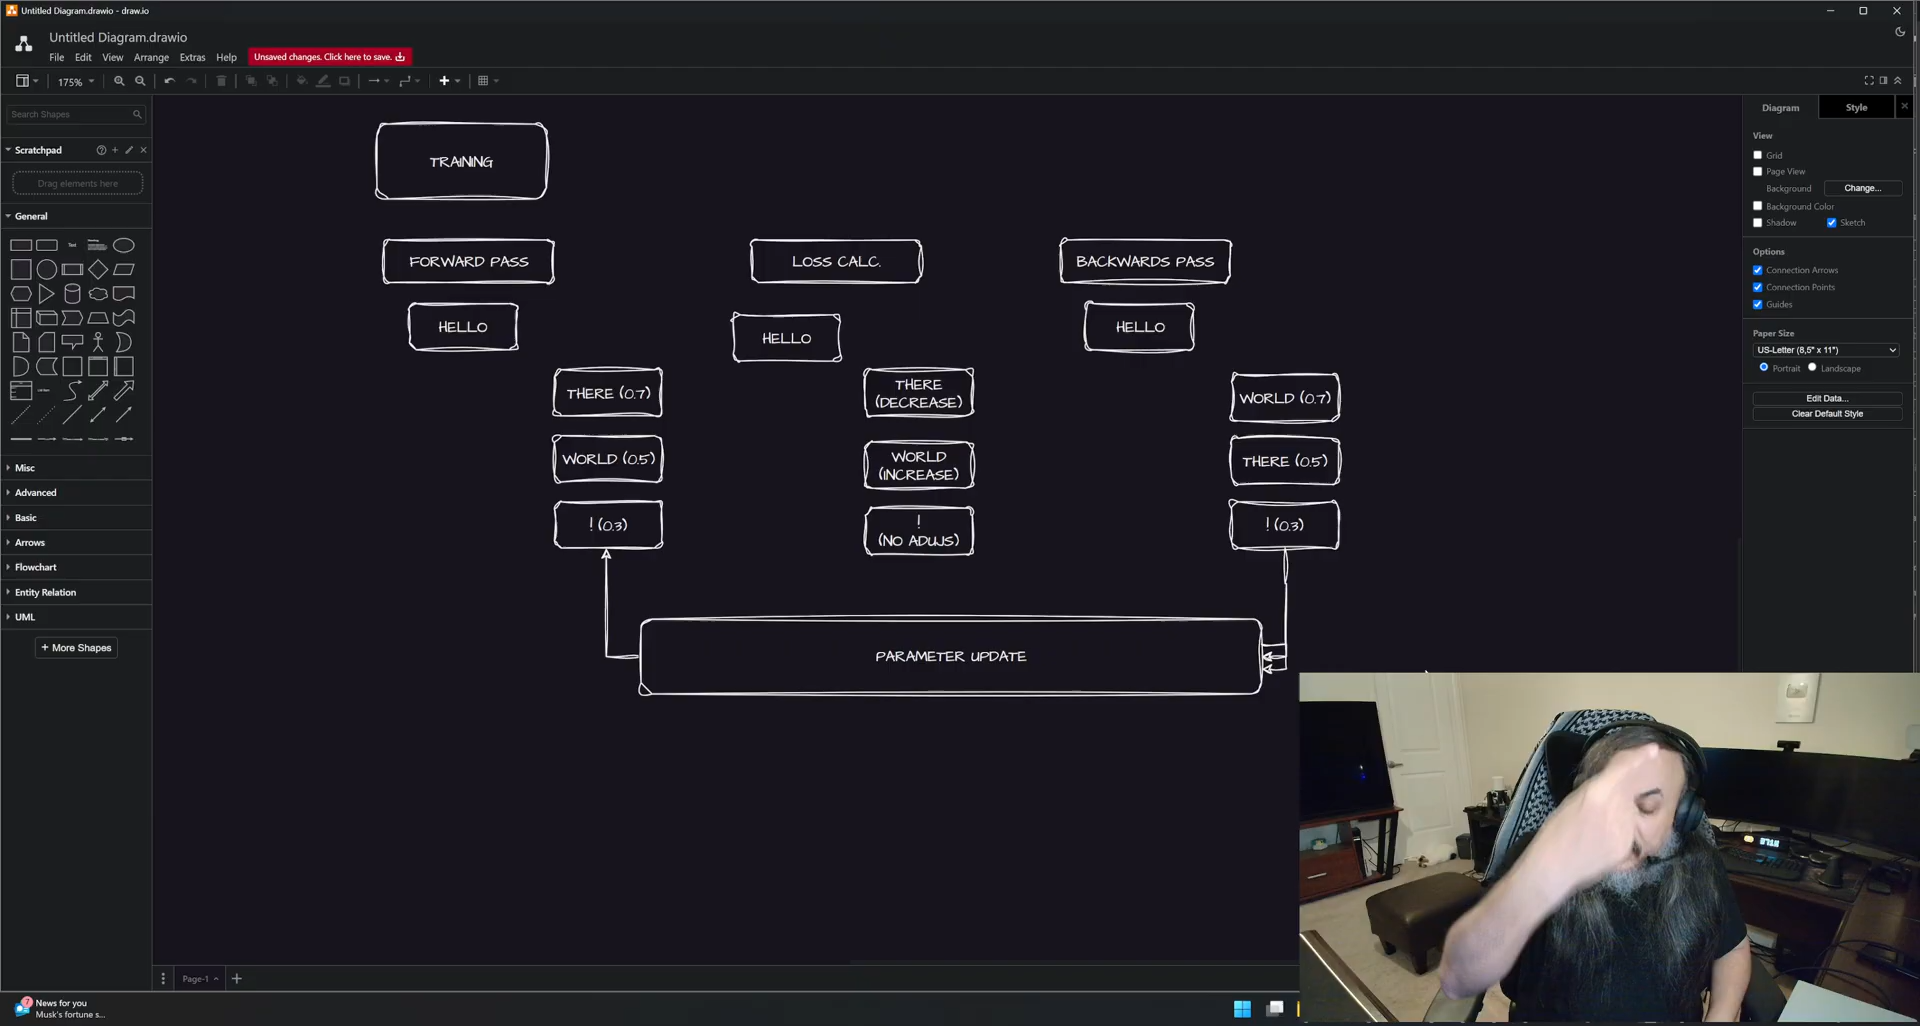 Untitled Diagram.drawio - draw.io
Untitled Diagram.drawio
File Edit View Arrange Extras Help Unsaved changes. Click here to save.
175%
Search Shapes
Scratchpad
Drag elements here
General
Text
Misc
Advanced
Basic
Arrows
Flowchart
Entity Relation
UML
+ More Shapes
TRAINING
FORWARD PASS
LOSS CALC.
BACKWARDS PASS
HELLO
HELLO
HELLO
THERE (0.7)
THERE
(DECREASE)
WORLD (0.7)
WORLD (0.5)
WORLD
(INCREASE)
THERE (0.5)
! (0.3)
!
(NO ADUJS)
! (0.3)
PARAMETER UPDATE
Diagram Style
View
Grid
Page View
Background Change...
Background Color
Shadow Sketch
Options
Connection Arrows
Connection Points
Guides
Paper Size
US-Letter (8,5" x 11")
Portrait Landscape
Edit Data...
Clear Default Style
Page-1
7
News for you
Musk's fortune s...